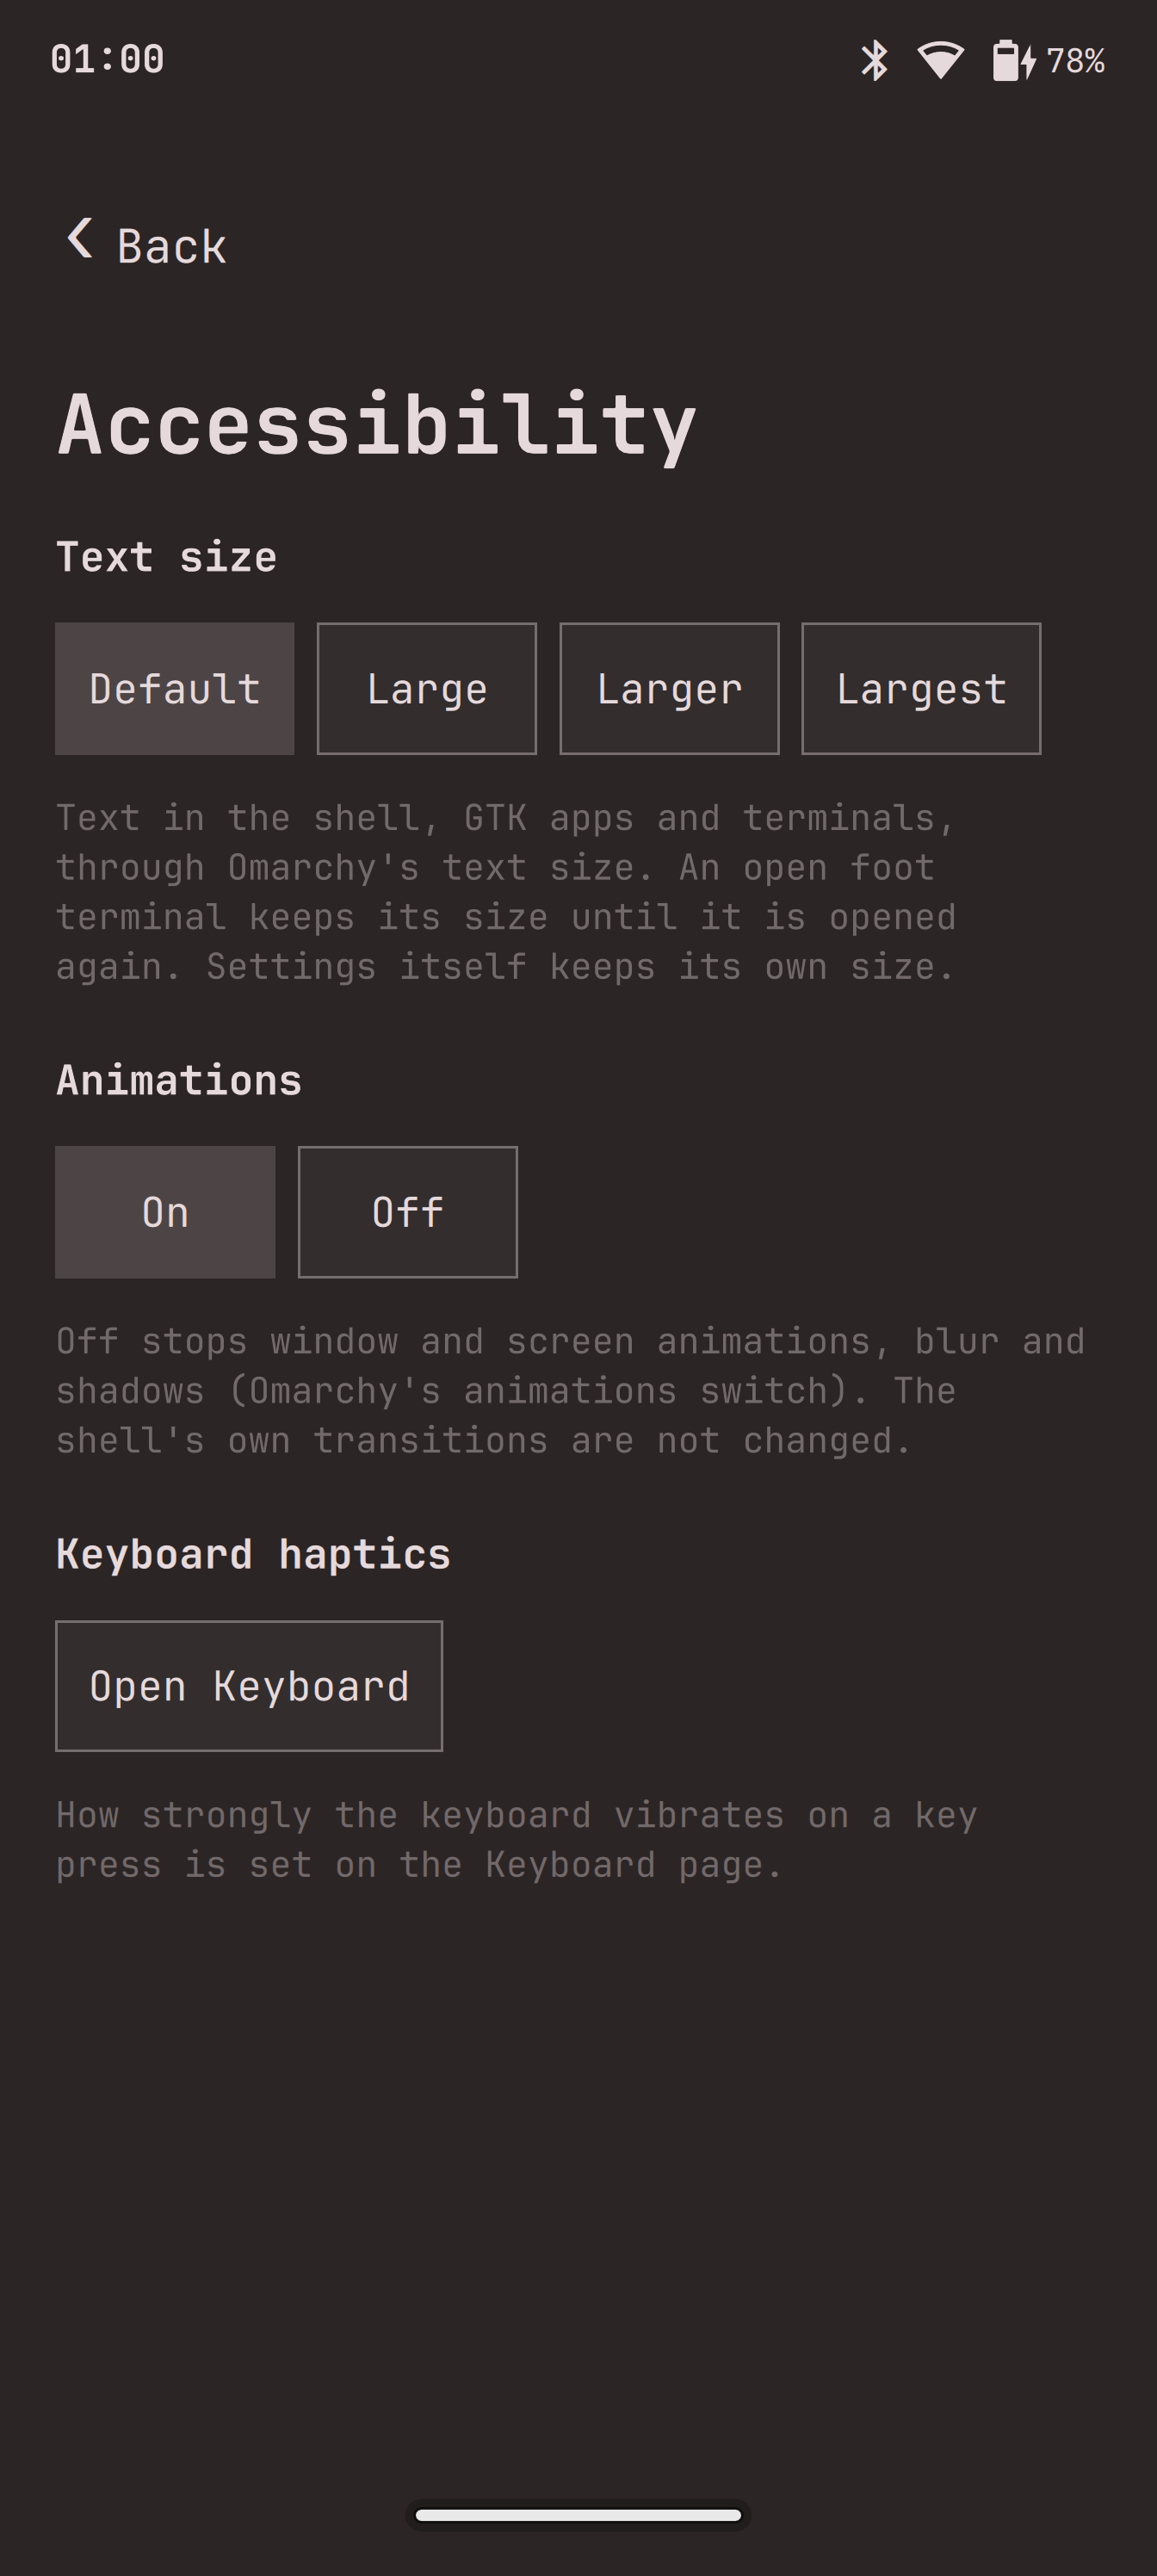 01:00
78%
Back
Accessibility
Text size
Default Large Larger Largest
Text in the shell, GTK apps and terminals,
through Omarchy's text size. An open foot
terminal keeps its size until it is opened
again. Settings itself keeps its own size.
Animations
On Off
Off stops window and screen animations, blur and
shadows (Omarchy's animations switch). The
shell's own transitions are not changed.
Keyboard haptics
Open Keyboard
How strongly the keyboard vibrates on a key
press is set on the Keyboard page.